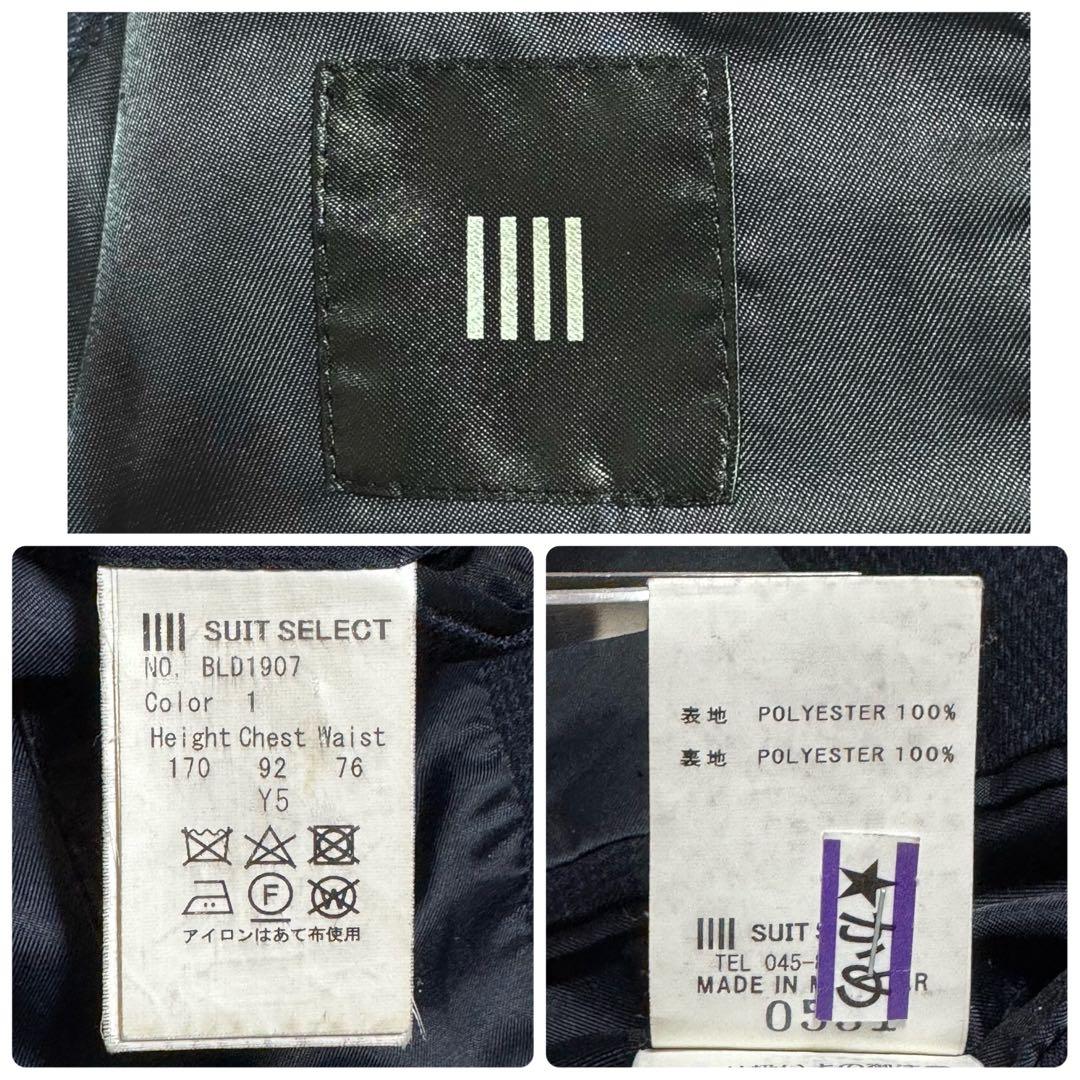 SUIT SELECT
NO. BLD1907
Color 1
Height Chest Waist
170 92 76
Y5
F
W
アイロンはあて布使用
表地 POLYESTER 100%
裏地 POLYESTER 100%
SUIT
TEL 045-
MADE IN